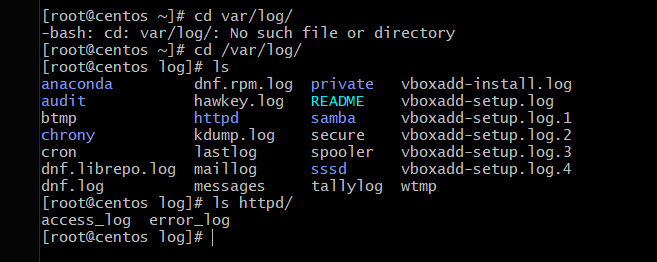 [root@centos ~]# cd var/log/
-bash: cd: var/log/: No such file or directory
[root@centos ~]# cd /var/log/
[root@centos log]# ls
anaconda         dnf.rpm.log  private   vboxadd-install.log
audit            hawkey.log   README    vboxadd-setup.log
btmp             httpd        samba     vboxadd-setup.log.1
chrony           kdump.log    secure    vboxadd-setup.log.2
cron             lastlog      spooler   vboxadd-setup.log.3
dnf.librepo.log  maillog      sssd      vboxadd-setup.log.4
dnf.log          messages     tallylog  wtmp
[root@centos log]# ls httpd/
access_log  error_log
[root@centos log]#